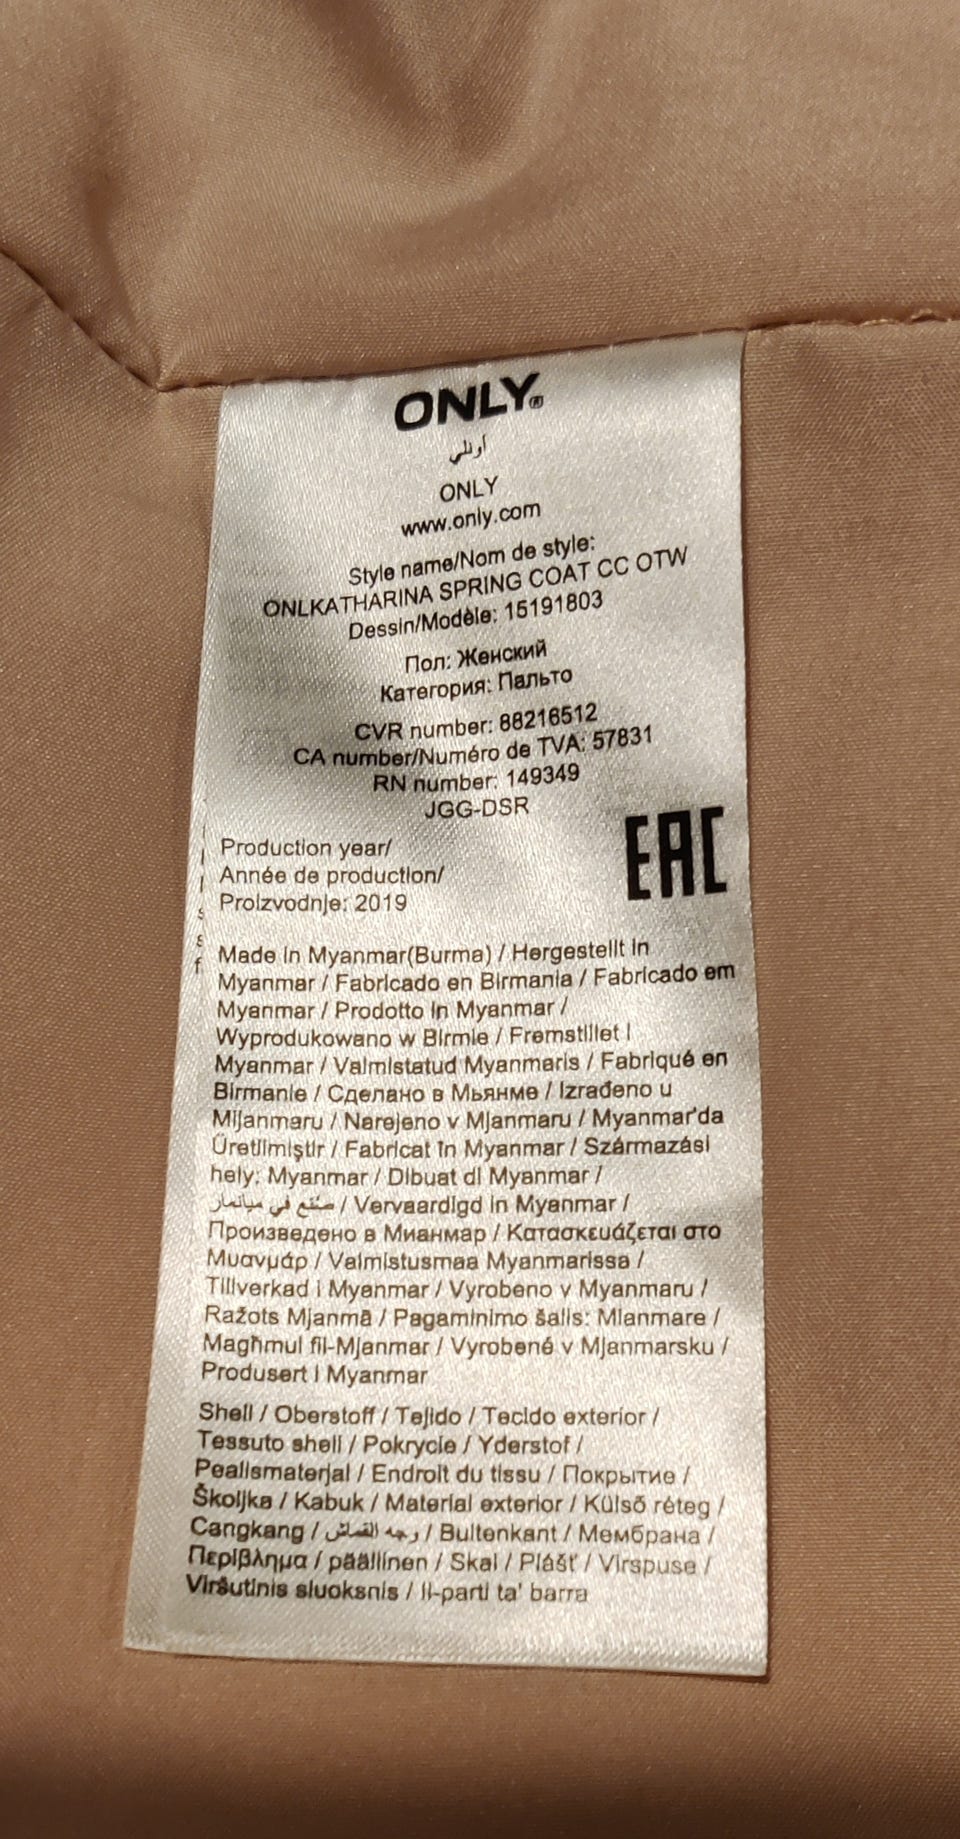 ONLY®
اونلي
ONLY
www.only.com
Style name/Nom de style:
ONLKATHARINA SPRING COAT CC OTW
Dessin/Modèle: 15191803
Пол: Женский
Категория: Пальто
CVR number: 88216512
CA number/Numéro de TVA: 57831
RN number: 149349
JGG-DSR
EAC
Production year/
Année de production/
Proizvodnje: 2019
Made in Myanmar(Burma) / Hergestellt in
Myanmar / Fabricado en Birmania / Fabricado em
Myanmar / Prodotto in Myanmar /
Wyprodukowano w Birmie / Fremstillet i
Myanmar / Valmistatud Myanmaris / Fabriqué en
Birmanie / Сделано в Мьянме / Izrađeno u
Mijanmaru / Narejeno v Mjanmaru / Myanmar'da
Üretilmiştir / Fabricat în Myanmar / Származási
hely: Myanmar / Dibuat di Myanmar /
صُنع في ميانمار / Vervaardigd in Myanmar /
Произведено в Мианмар / Κατασκευάζεται στο
Μυανμάρ / Valmistusmaa Myanmarissa /
Tillverkad i Myanmar / Vyrobeno v Myanmaru /
Ražots Mjanmā / Pagaminimo šalis: Mianmare /
Magħmul fil-Mjanmar / Vyrobené v Mjanmarsku /
Produsert i Myanmar
Shell / Oberstoff / Tejido / Tecido exterior /
Tessuto shell / Pokrycie / Yderstof /
Pealismaterjal / Endroit du tissu / Покрытие /
Školjka / Kabuk / Material exterior / Külső réteg /
Cangkang / وجه القماش / Buitenkant / Мембрана /
Περίβλημα / päällinen / Skal / Plášť / Virspuse /
Viršutinis sluoksnis / Il-parti ta' barra